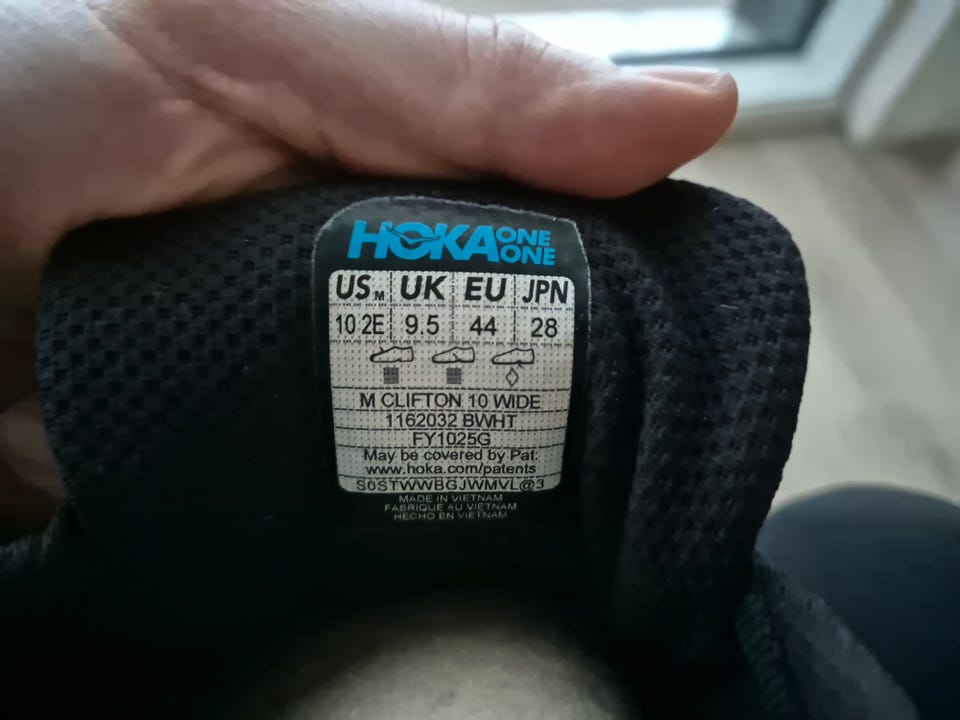 HOKA ONE ONE
US M UK EU JPN
10 2E 9.5 44 28
M CLIFTON 10 WIDE
1162032 BWHT
FY1025G
May be covered by Pat:
www.hoka.com/patents
S0STWWBGJWMVL@3
MADE IN VIETNAM
FABRIQUÉ AU VIETNAM
HECHO EN VIETNAM